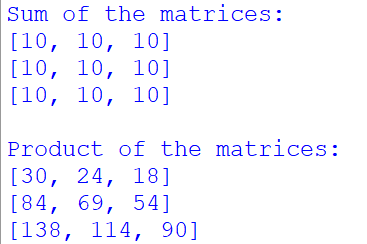 Sum of the matrices:
[10, 10, 10]
[10, 10, 10]
[10, 10, 10]
Product of the matrices:
[30, 24, 18]
[84, 69, 54]
[138, 114, 90]